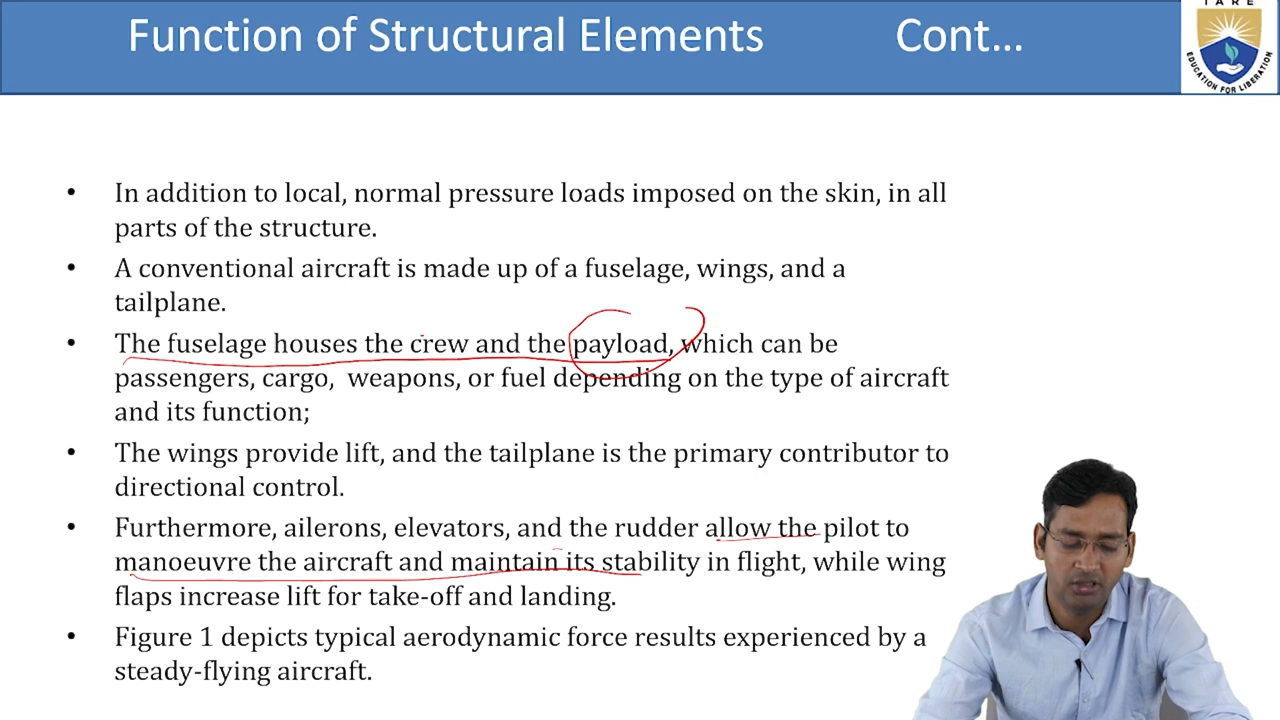 Function of Structural Elements Cont...
TARE
EDUCATION FOR LIBERATION
• In addition to local, normal pressure loads imposed on the skin, in all
parts of the structure.
• A conventional aircraft is made up of a fuselage, wings, and a
tailplane.
• The fuselage houses the crew and the payload, which can be
passengers, cargo, weapons, or fuel depending on the type of aircraft
and its function;
• The wings provide lift, and the tailplane is the primary contributor to
directional control.
• Furthermore, ailerons, elevators, and the rudder allow the pilot to
manoeuvre the aircraft and maintain its stability in flight, while wing
flaps increase lift for take-off and landing.
• Figure 1 depicts typical aerodynamic force results experienced by a
steady-flying aircraft.